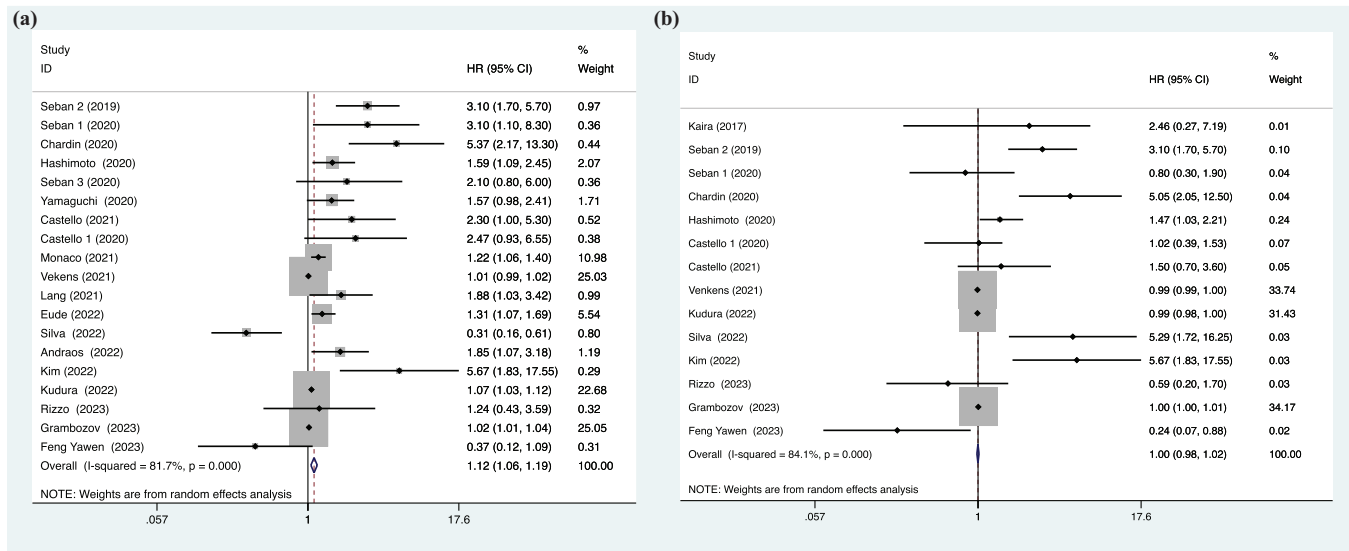 (a)
Study %
ID HR (95% CI) Weight
Seban 2 (2019) 3.10 (1.70, 5.70) 0.97
Seban 1 (2020) 3.10 (1.10, 8.30) 0.36
Chardin (2020) 5.37 (2.17, 13.30) 0.44
Hashimoto (2020) 1.59 (1.09, 2.45) 2.07
Seban 3 (2020) 2.10 (0.80, 6.00) 0.36
Yamaguchi (2020) 1.57 (0.98, 2.41) 1.71
Castello (2021) 2.30 (1.00, 5.30) 0.52
Castello 1 (2020) 2.47 (0.93, 6.55) 0.38
Monaco (2021) 1.22 (1.06, 1.40) 10.98
Vekens (2021) 1.01 (0.99, 1.02) 25.03
Lang (2021) 1.88 (1.03, 3.42) 0.99
Eude (2022) 1.31 (1.07, 1.69) 5.54
Silva (2022) 0.31 (0.16, 0.61) 0.80
Andraos (2022) 1.85 (1.07, 3.18) 1.19
Kim (2022) 5.67 (1.83, 17.55) 0.29
Kudura (2022) 1.07 (1.03, 1.12) 22.68
Rizzo (2023) 1.24 (0.43, 3.59) 0.32
Grambozov (2023) 1.02 (1.01, 1.04) 25.05
Feng Yawen (2023) 0.37 (0.12, 1.09) 0.31
Overall (I-squared = 81.7%, p = 0.000) 1.12 (1.06, 1.19) 100.00
NOTE: Weights are from random effects analysis
.057 1 17.6
(b)
Study %
ID HR (95% CI) Weight
Kaira (2017) 2.46 (0.27, 7.19) 0.01
Seban 2 (2019) 3.10 (1.70, 5.70) 0.10
Seban 1 (2020) 0.80 (0.30, 1.90) 0.04
Chardin (2020) 5.05 (2.05, 12.50) 0.04
Hashimoto (2020) 1.47 (1.03, 2.21) 0.24
Castello 1 (2020) 1.02 (0.39, 1.53) 0.07
Castello (2021) 1.50 (0.70, 3.60) 0.05
Venkens (2021) 0.99 (0.99, 1.00) 33.74
Kudura (2022) 0.99 (0.98, 1.00) 31.43
Silva (2022) 5.29 (1.72, 16.25) 0.03
Kim (2022) 5.67 (1.83, 17.55) 0.03
Rizzo (2023) 0.59 (0.20, 1.70) 0.03
Grambozov (2023) 1.00 (1.00, 1.01) 34.17
Feng Yawen (2023) 0.24 (0.07, 0.88) 0.02
Overall (I-squared = 84.1%, p = 0.000) 1.00 (0.98, 1.02) 100.00
NOTE: Weights are from random effects analysis
.057 1 17.6